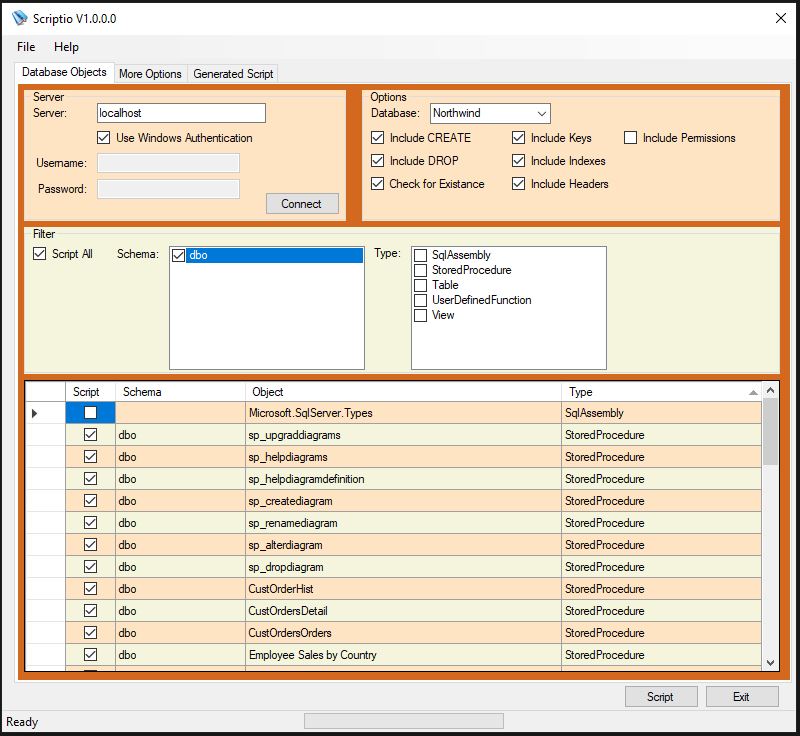 Scriptio V1.0.0.0
File Help
Database Objects More Options Generated Script
Server
Server: localhost
Use Windows Authentication
Username:
Password:
Connect
Options
Database: Northwind
Include CREATE Include Keys Include Permissions
Include DROP Include Indexes
Check for Existance Include Headers
Filter
Script All Schema: dbo Type: SqlAssembly
StoredProcedure
Table
UserDefinedFunction
View
Script Schema Object Type
Microsoft.SqlServer.Types SqlAssembly
dbo sp_upgraddiagrams StoredProcedure
dbo sp_helpdiagrams StoredProcedure
dbo sp_helpdiagramdefinition StoredProcedure
dbo sp_creatediagram StoredProcedure
dbo sp_renamediagram StoredProcedure
dbo sp_alterdiagram StoredProcedure
dbo sp_dropdiagram StoredProcedure
dbo CustOrderHist StoredProcedure
dbo CustOrdersDetail StoredProcedure
dbo CustOrdersOrders StoredProcedure
dbo Employee Sales by Country StoredProcedure
Script Exit
Ready